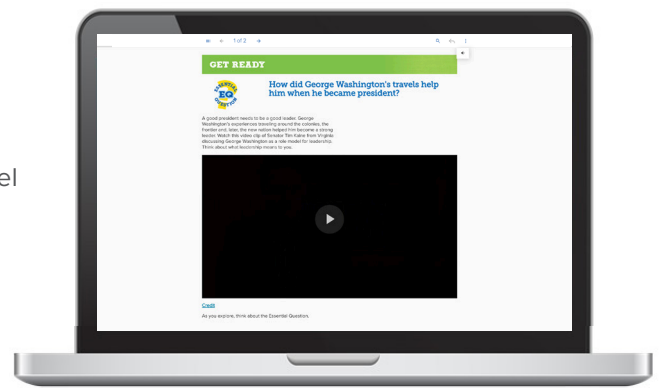 1 of 2
GET READY
ESSENTIAL
EQ
QUESTION
How did George Washington's travels help
him when he became president?
A good president needs to be a good leader. George
Washington's experiences traveling around the colonies, the
frontier and, later, the new nation helped him become a strong
leader. Watch this video clip of Senator Tim Kaine from Virginia
discussing George Washington as a role model for leadership.
Think about what leadership means to you.
el
Credit
As you explore, think about the Essential Question.